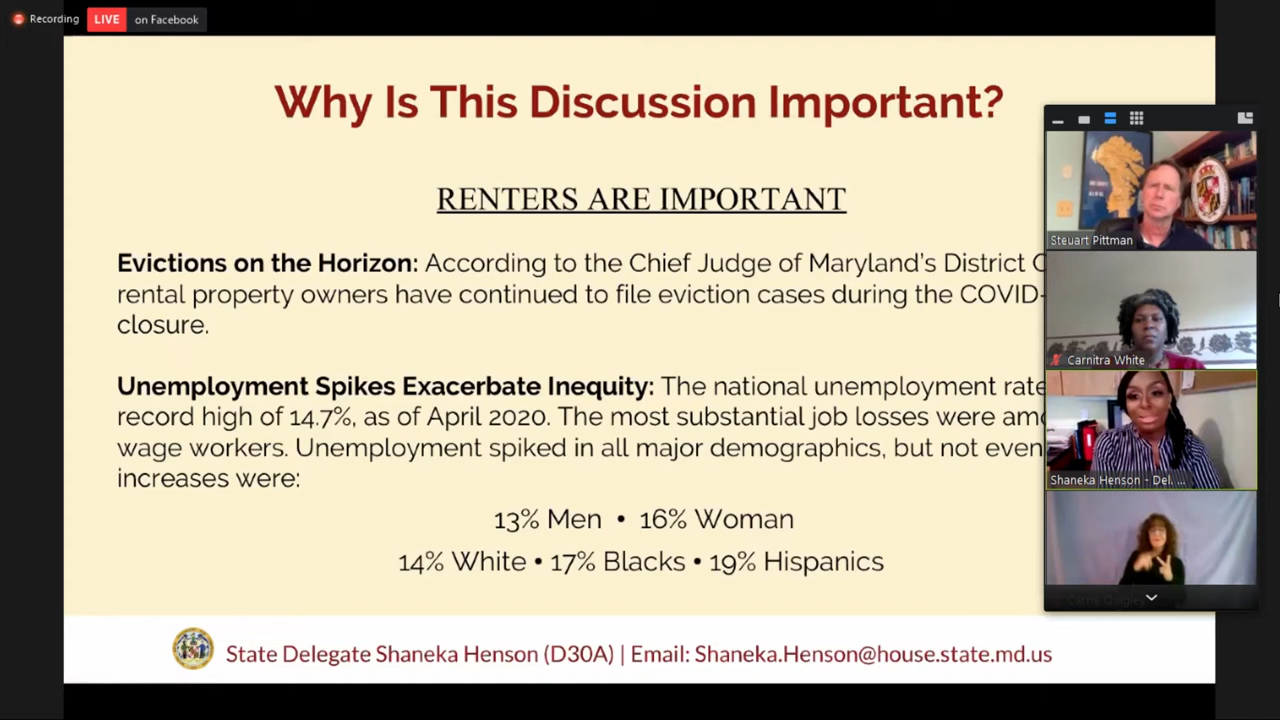 Recording
LIVE on Facebook
Why Is This Discussion Important?
RENTERS ARE IMPORTANT
Evictions on the Horizon: According to the Chief Judge of Maryland's District
rental property owners have continued to file eviction cases during the COVID-
closure.
Unemployment Spikes Exacerbate Inequity: The national unemployment rate
record high of 14.7%, as of April 2020. The most substantial job losses were
wage workers. Unemployment spiked in all major demographics, but not
increases were:
13% Men • 16% Woman
14% White • 17% Blacks • 19% Hispanics
State Delegate Shaneka Henson (D30A) | Email: Shaneka.Henson@house.state.md.us
Steuart Pittman
Carnitra White
Shaneka Henson - Del. ...